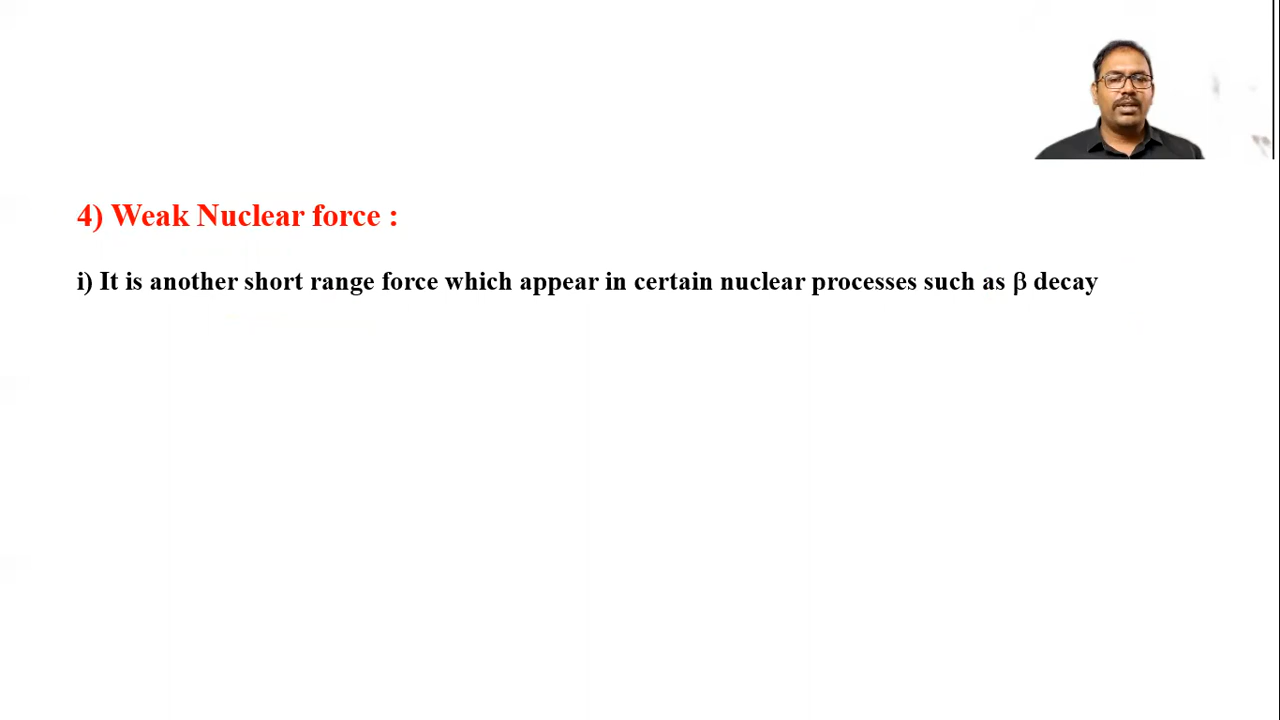 4) Weak Nuclear force :
i) It is another short range force which appear in certain nuclear processes such as β decay